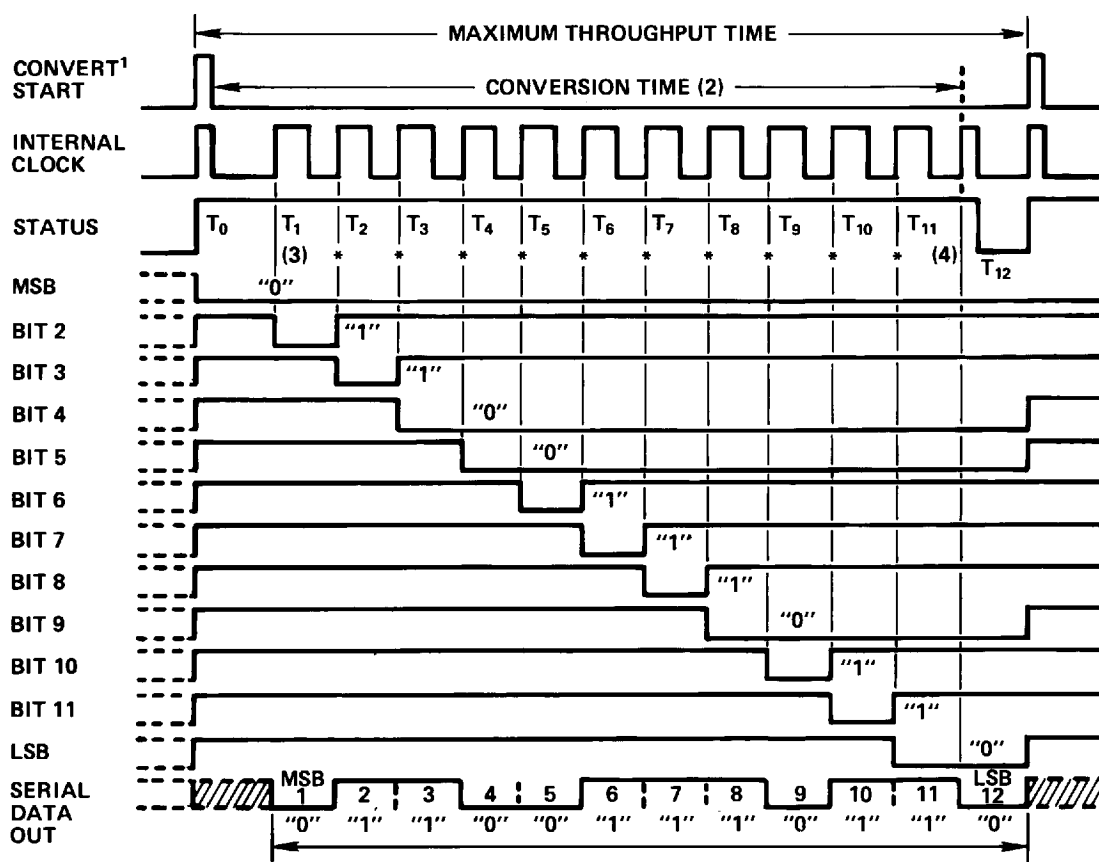 MAXIMUM THROUGHPUT TIME
CONVERT¹
START
CONVERSION TIME (2)
INTERNAL
CLOCK
STATUS
T₀ T₁ T₂ T₃ T₄ T₅ T₆ T₇ T₈ T₉ T₁₀ T₁₁
(3) * * * * * * * * * * (4)
T₁₂
MSB "0"
BIT 2 "1"
BIT 3 "1"
BIT 4 "0"
BIT 5 "0"
BIT 6 "1"
BIT 7 "1"
BIT 8 "1"
BIT 9 "0"
BIT 10 "1"
BIT 11 "1"
LSB "0"
SERIAL
DATA
OUT
MSB LSB
1 2 3 4 5 6 7 8 9 10 11 12
"0" "1" "1" "0" "0" "1" "1" "1" "0" "1" "1" "0"